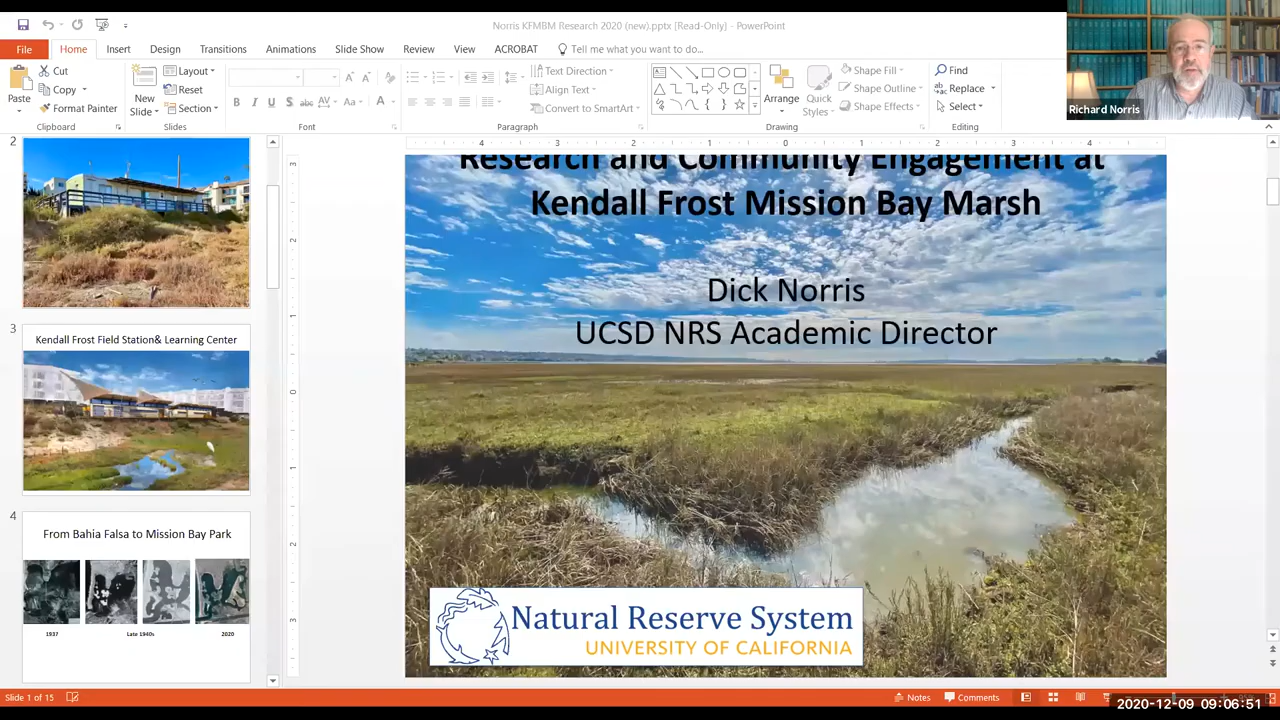 Norris KFMBM Research 2020 (new).pptx [Read-Only] - PowerPoint
File Home Insert Design Transitions Animations Slide Show Review View ACROBAT Tell me what you want to do...
Paste
Cut
Copy
Format Painter
Clipboard
New Slide
Layout
Reset
Section
Slides
Font
Text Direction
Align Text
Convert to SmartArt
Paragraph
Arrange
Quick Styles
Shape Fill
Shape Outline
Shape Effects
Drawing
Find
Replace
Select
Editing
Richard Norris
2
3
Kendall Frost Field Station& Learning Center
4
From Bahia Falsa to Mission Bay Park
1937 Late 1940s 2020
Research and Community Engagement at
Kendall Frost Mission Bay Marsh
Dick Norris
UCSD NRS Academic Director
Natural Reserve System
UNIVERSITY OF CALIFORNIA
Slide 1 of 15
Notes Comments
2020-12-09 09:06:51